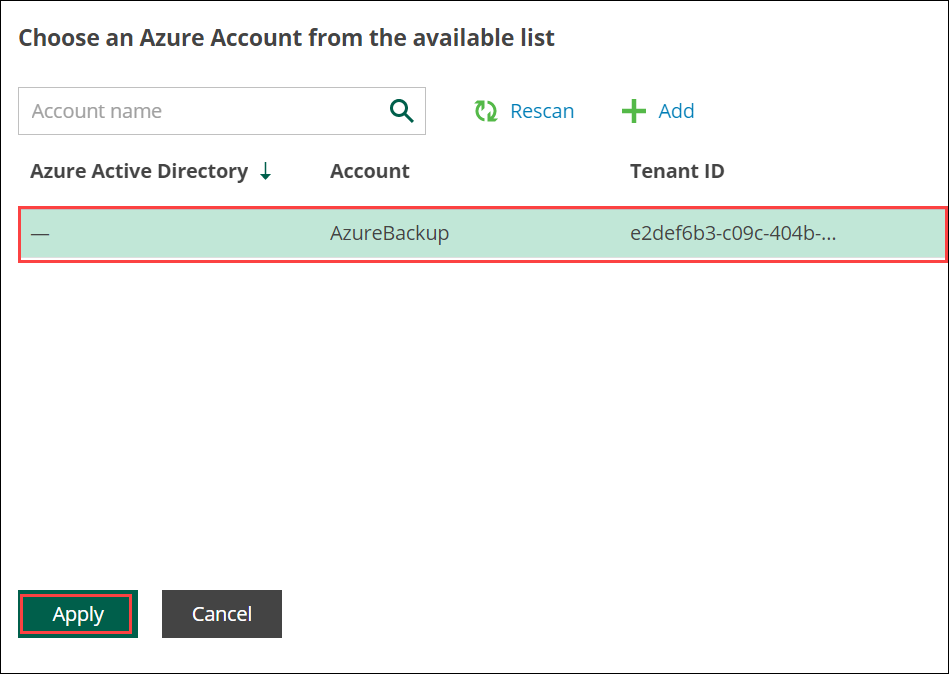 Choose an Azure Account from the available list
Account name Rescan Add
Azure Active Directory Account Tenant ID
— AzureBackup e2def6b3-c09c-404b-...
Apply Cancel